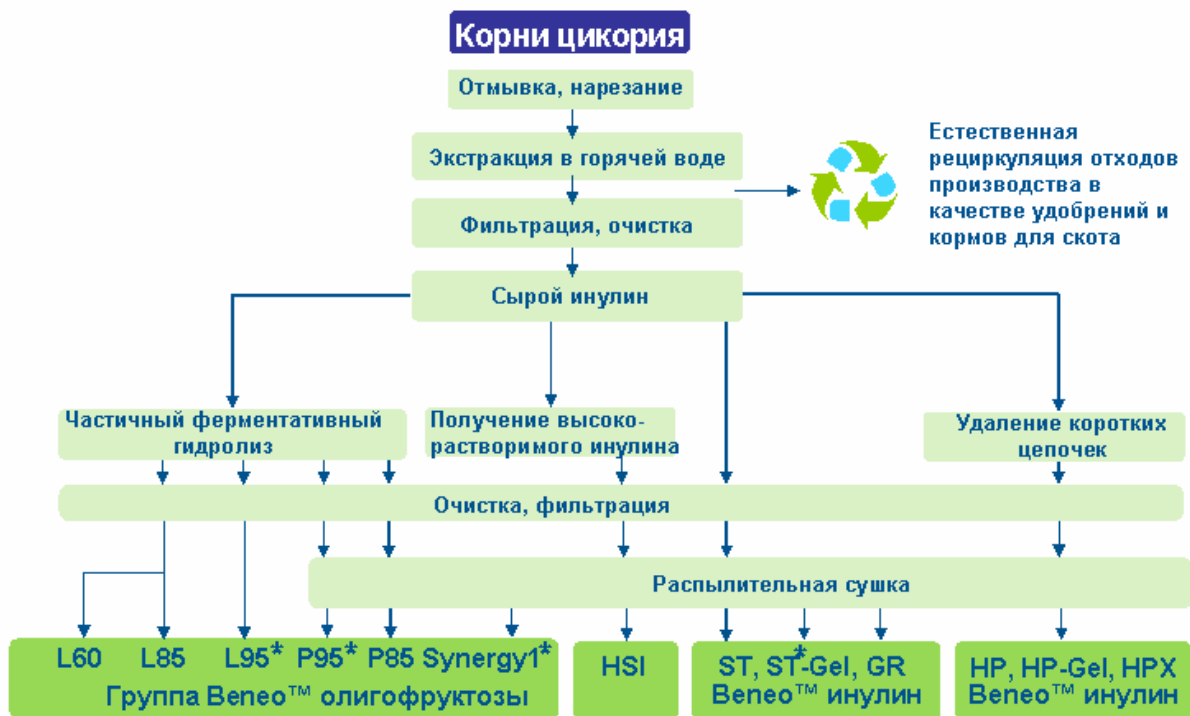 Корни цикория
Отмывка, нарезание
Экстракция в горячей воде
Фильтрация, очистка
Естественная
рециркуляция отходов
производства в
качестве удобрений и
кормов для скота
Сырой инулин
Частичный ферментативный
гидролиз
Получение высоко-
растворимого инулина
Удаление коротких
цепочек
Очистка, фильтрация
Распылительная сушка
L60 L85 L95* P95* P85 Synergy1*
Группа Beneo™ олигофруктозы
HSI
ST, ST*-Gel, GR
Beneo™ инулин
HP, HP-Gel, HPX
Beneo™ инулин